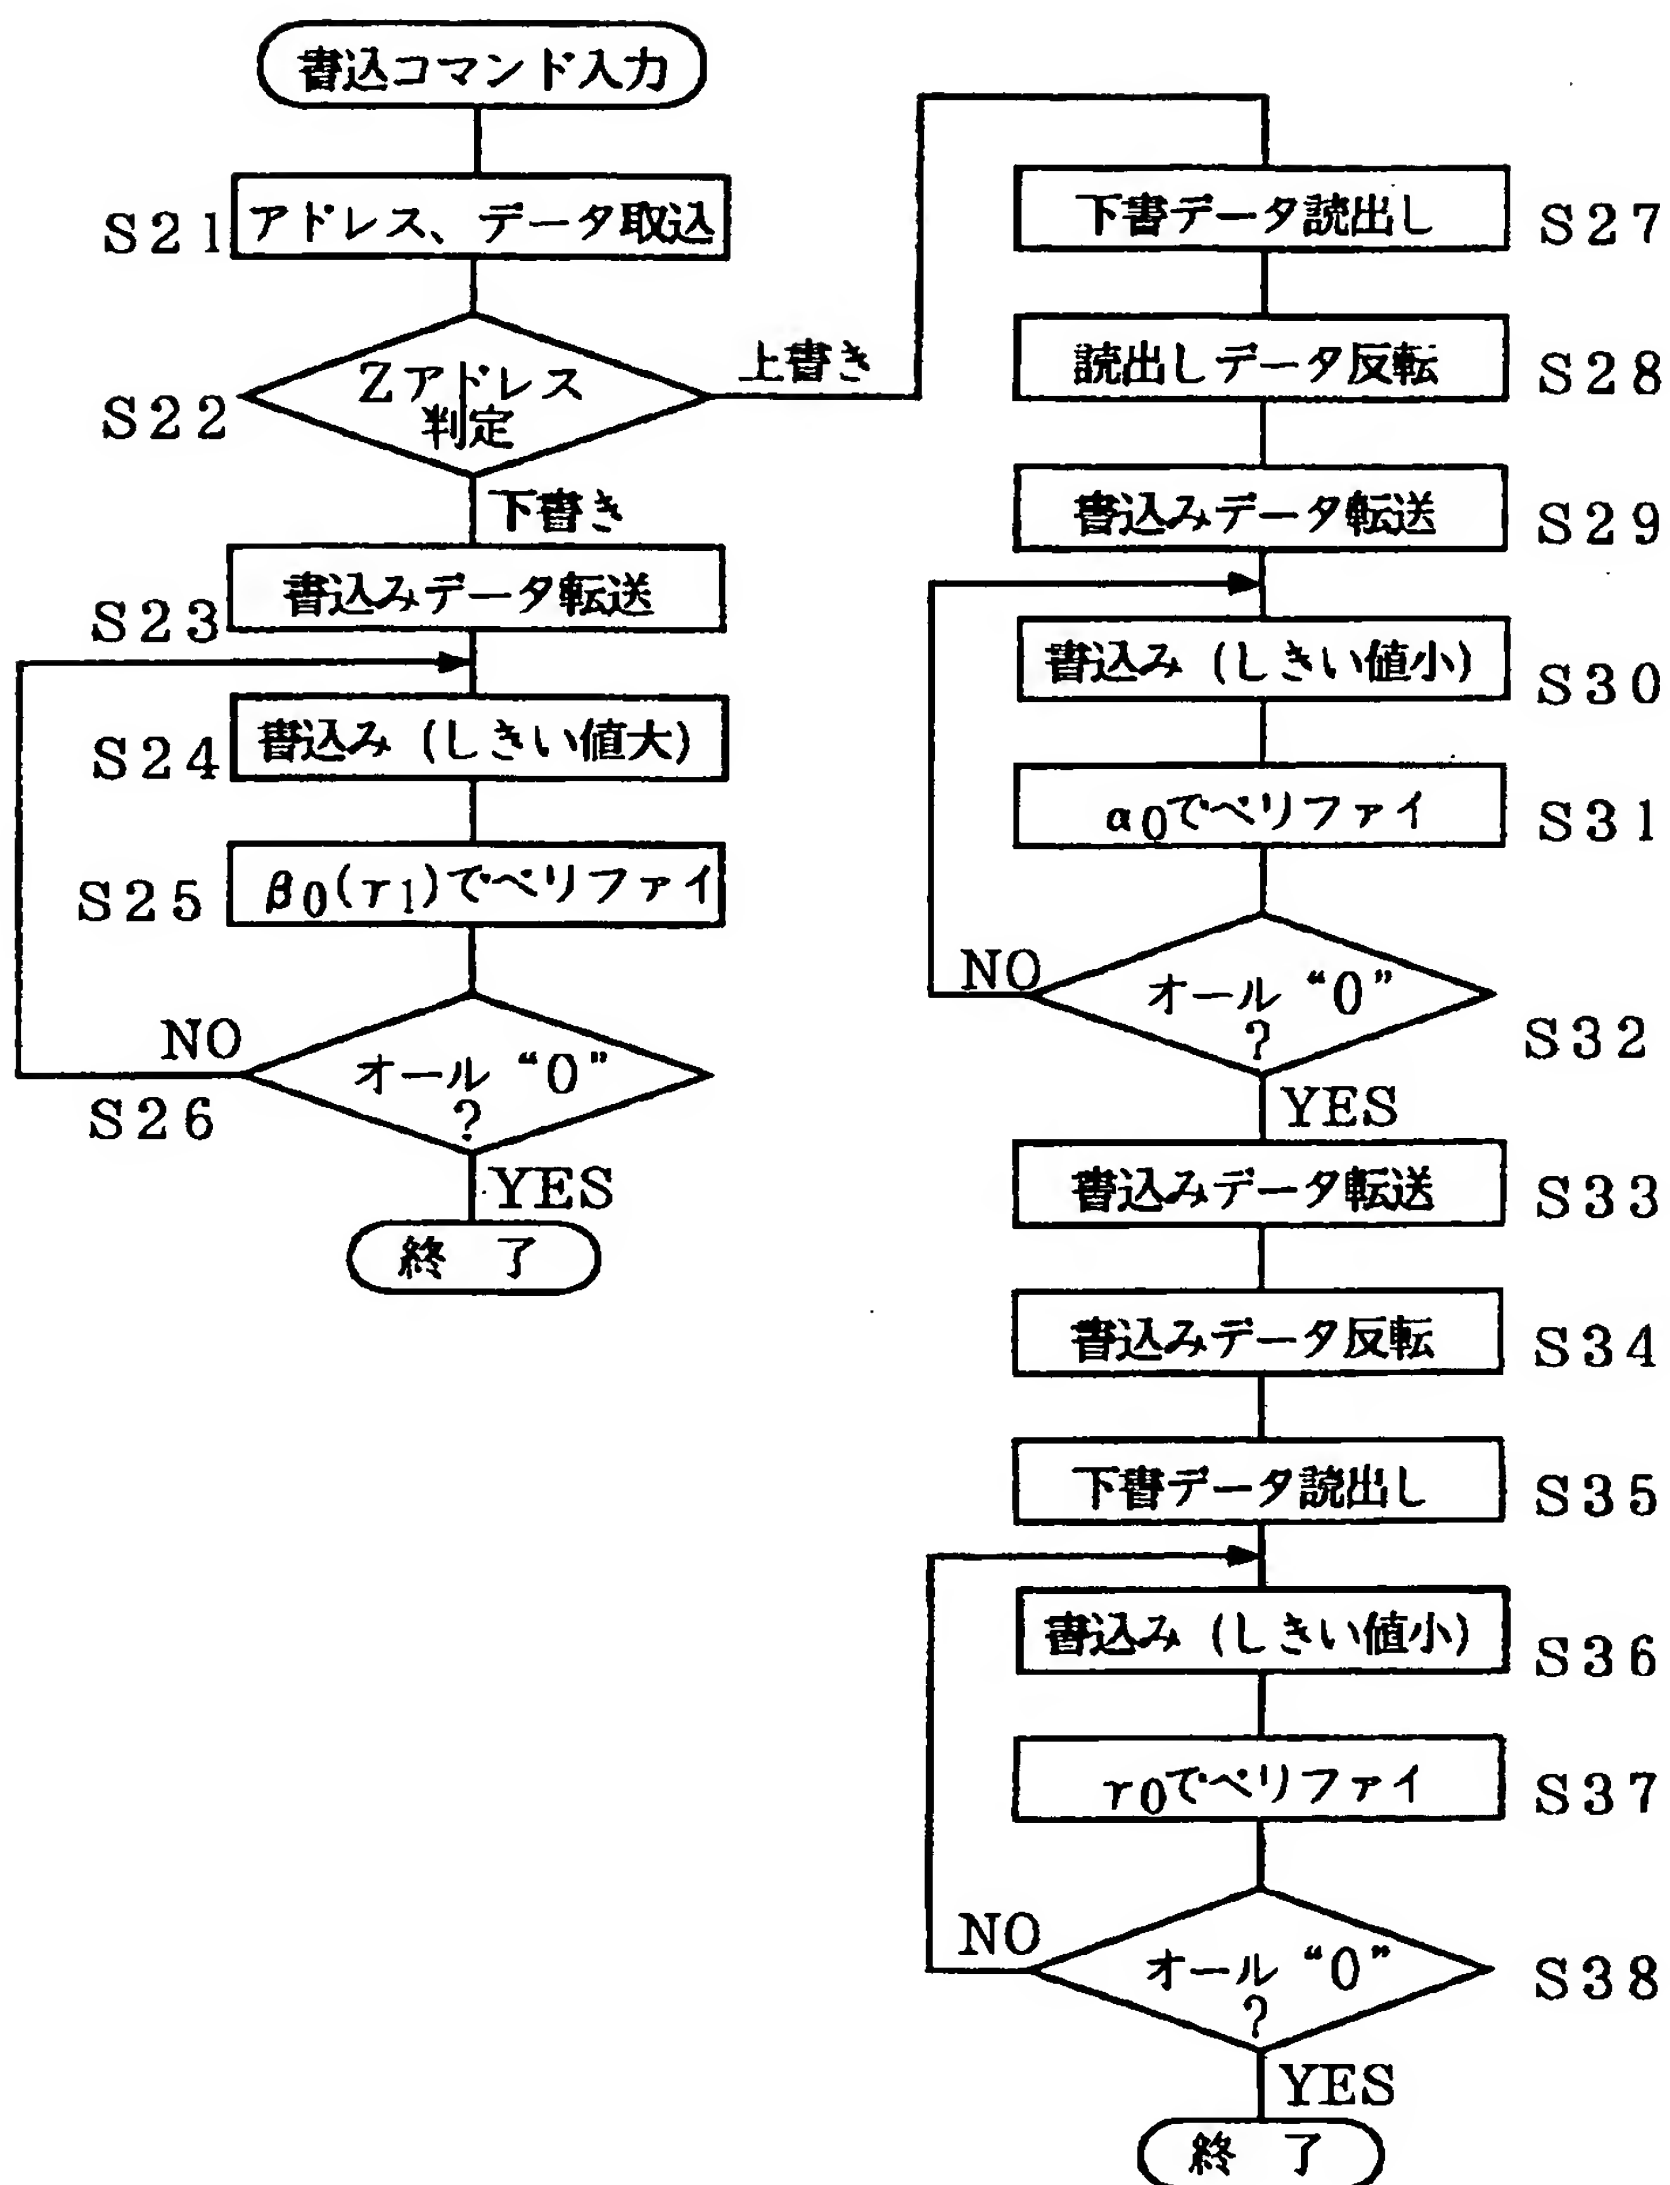 書込コマンド入力
S21
アドレス、データ取込
S22
Zアドレス
判定
上書き
下書き
S23
書込みデータ転送
S24
書込み(しきい値大)
S25
β0(γ1)でベリファイ
NO
オール“0”
?
S26
YES
終 了
下書データ読出し
S27
読出しデータ反転
S28
書込みデータ転送
S29
書込み(しきい値小)
S30
α0でベリファイ
S31
NO
オール“0”
?
S32
YES
書込みデータ転送
S33
書込みデータ反転
S34
下書データ読出し
S35
書込み(しきい値小)
S36
γ0でベリファイ
S37
NO
オール“0”
?
S38
YES
終 了